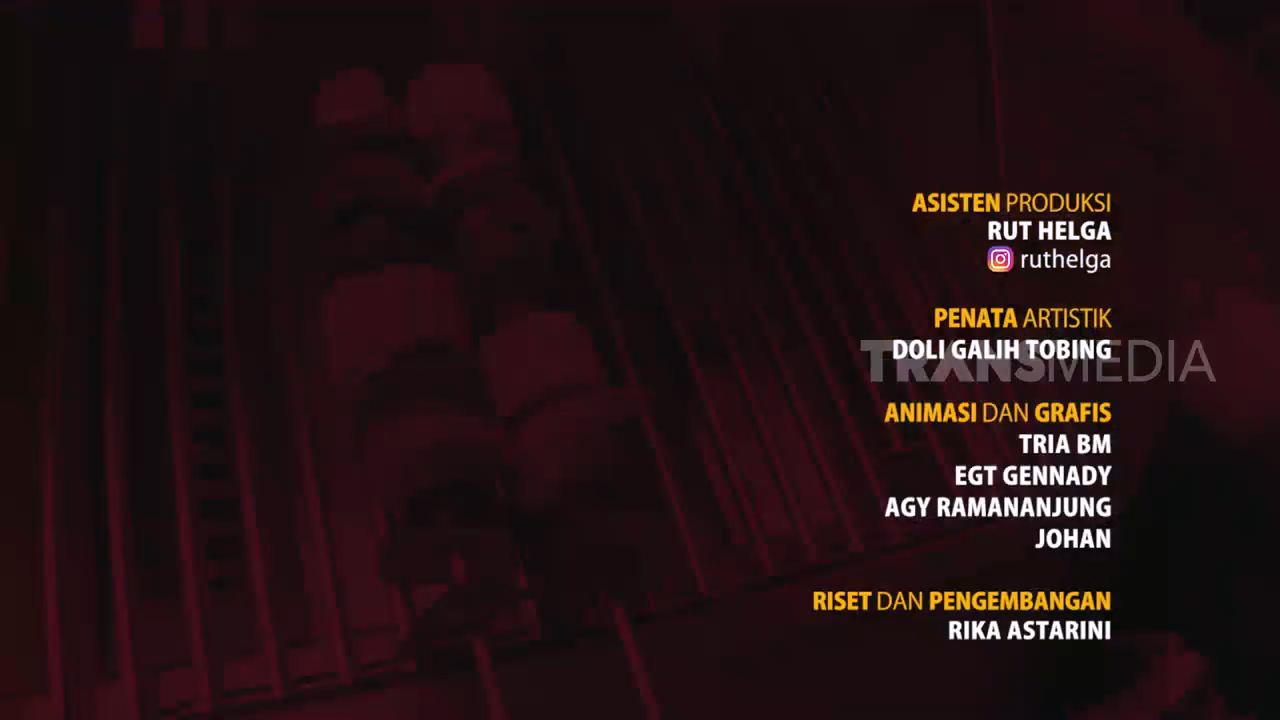 ASISTEN PRODUKSI
RUT HELGA
ruthelga
PENATA ARTISTIK
DOLI GALIH TOBING
TRANSMEDIA
ANIMASI DAN GRAFIS
TRIA BM
EGT GENNADY
AGY RAMANANJUNG
JOHAN
RISET DAN PENGEMBANGAN
RIKA ASTARINI